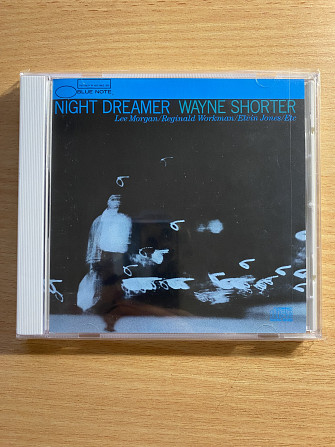 BLUE NOTE
NIGHT DREAMER WAYNE SHORTER
Lee Morgan/Reginald Workman/Elvin Jones/Etc